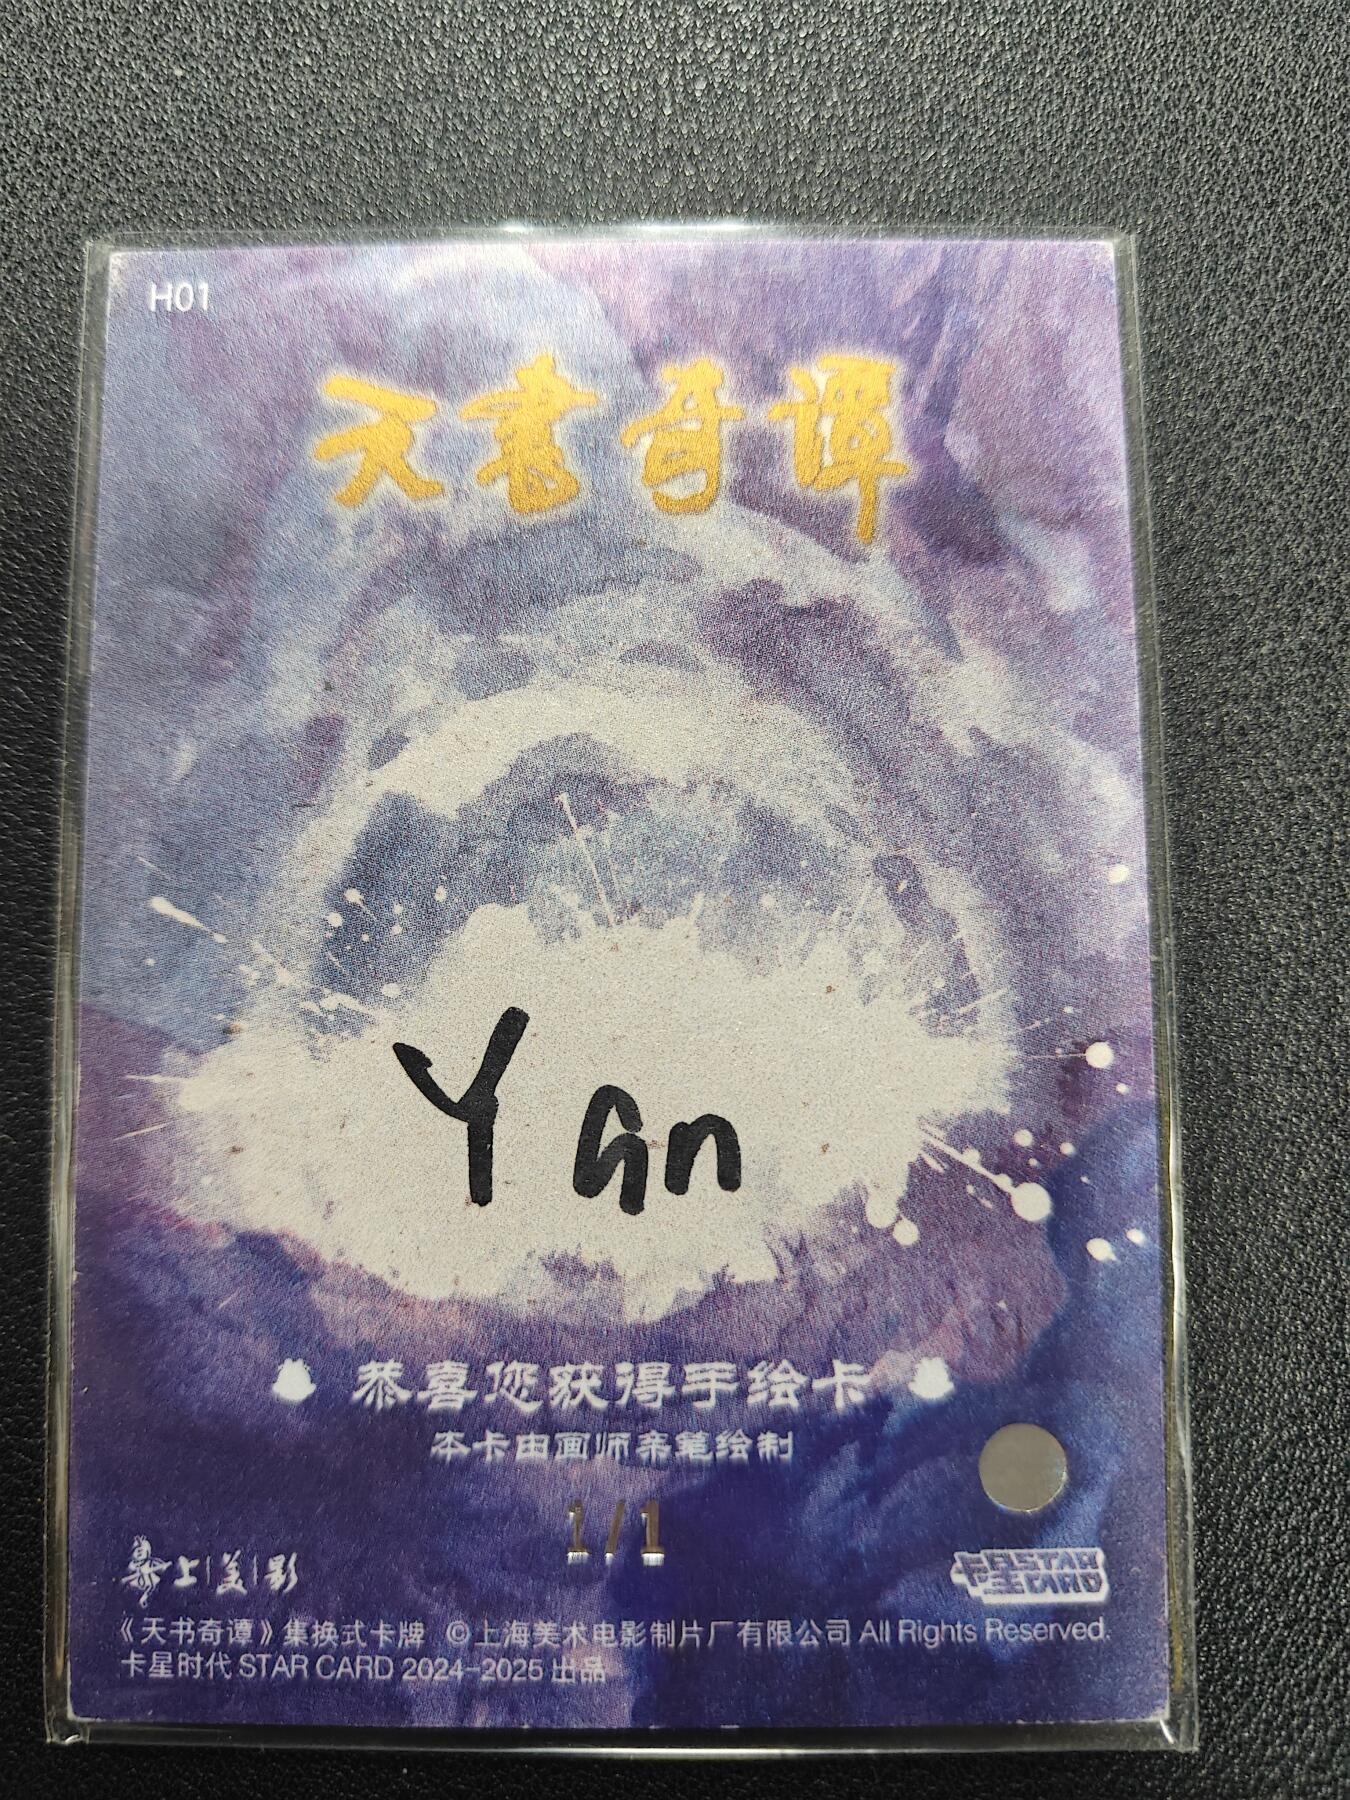 H01
天書奇谭
Yan
恭喜您获得手绘卡
本卡由画师亲笔绘制
1/1
上美影
卡星 STAR CARD
《天书奇谭》集换式卡牌 ©上海美术电影制片厂有限公司 All Rights Reserved.
卡星时代 STAR CARD 2024-2025 出品